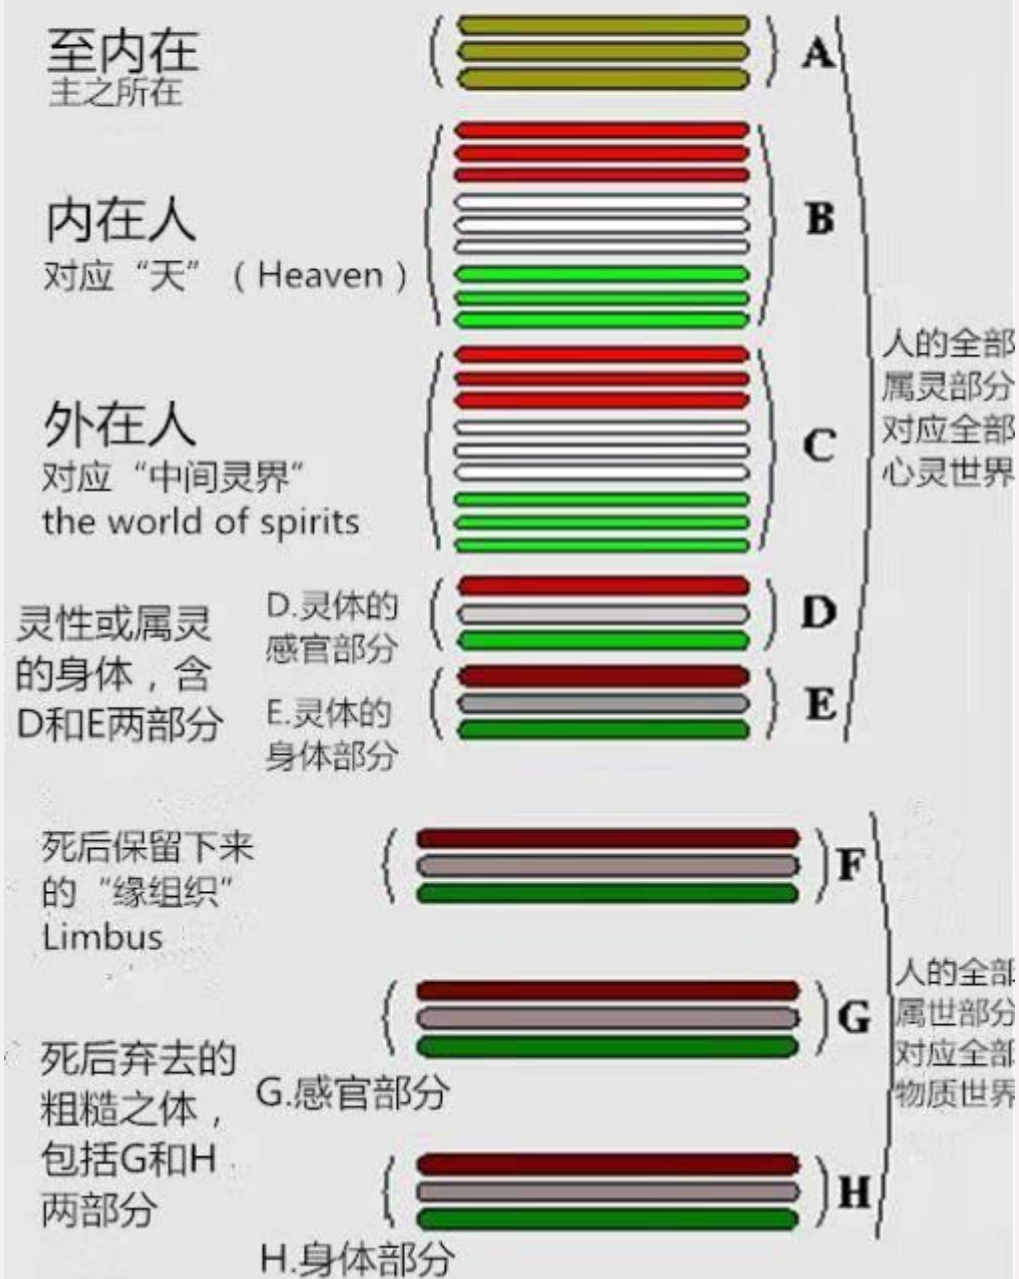 至内在
主之所在
A
内在人
对应“天”（Heaven）
B
人的全部
属灵部分
对应全部
心灵世界
外在人
对应“中间灵界”
the world of spirits
C
灵性或属灵
的身体，含
D和E两部分
D.灵体的
感官部分
D
E.灵体的
身体部分
E
死后保留下来
的“缘组织”
Limbus
F
人的全部
属世部分
对应全部
物质世界
死后弃去的
粗糙之体，
包括G和H
两部分
G.感官部分
G
H.身体部分
H